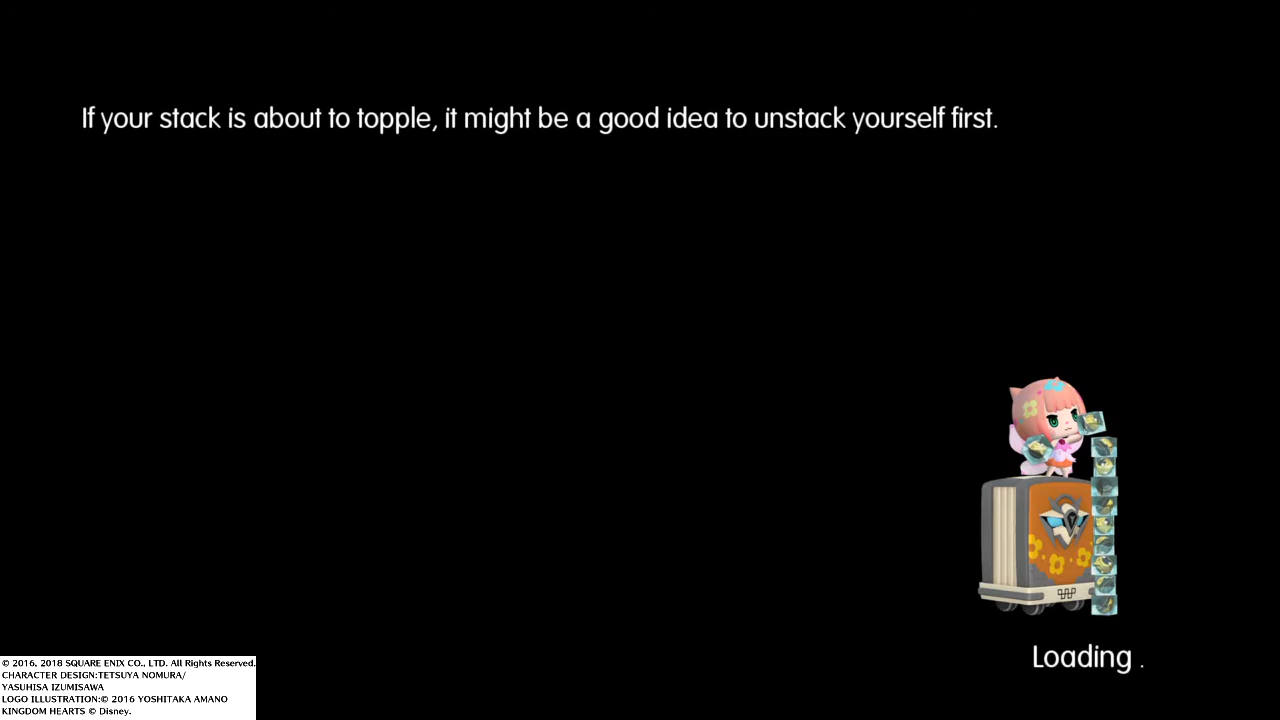 If your stack is about to topple, it might be a good idea to unstack yourself first.
Loading .
© 2016, 2018 SQUARE ENIX CO., LTD. All Rights Reserved.
CHARACTER DESIGN:TETSUYA NOMURA/
YASUHISA IZUMISAWA
LOGO ILLUSTRATION:© 2016 YOSHITAKA AMANO
KINGDOM HEARTS © Disney.